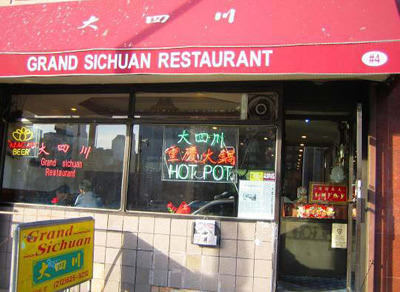 大四川
GRAND SICHUAN RESTAURANT
#4
BEER
大四川
Grand sichuan
Restaurant
大四川
重慶火鍋
HOT POT
Grand
Sichuan
大四川